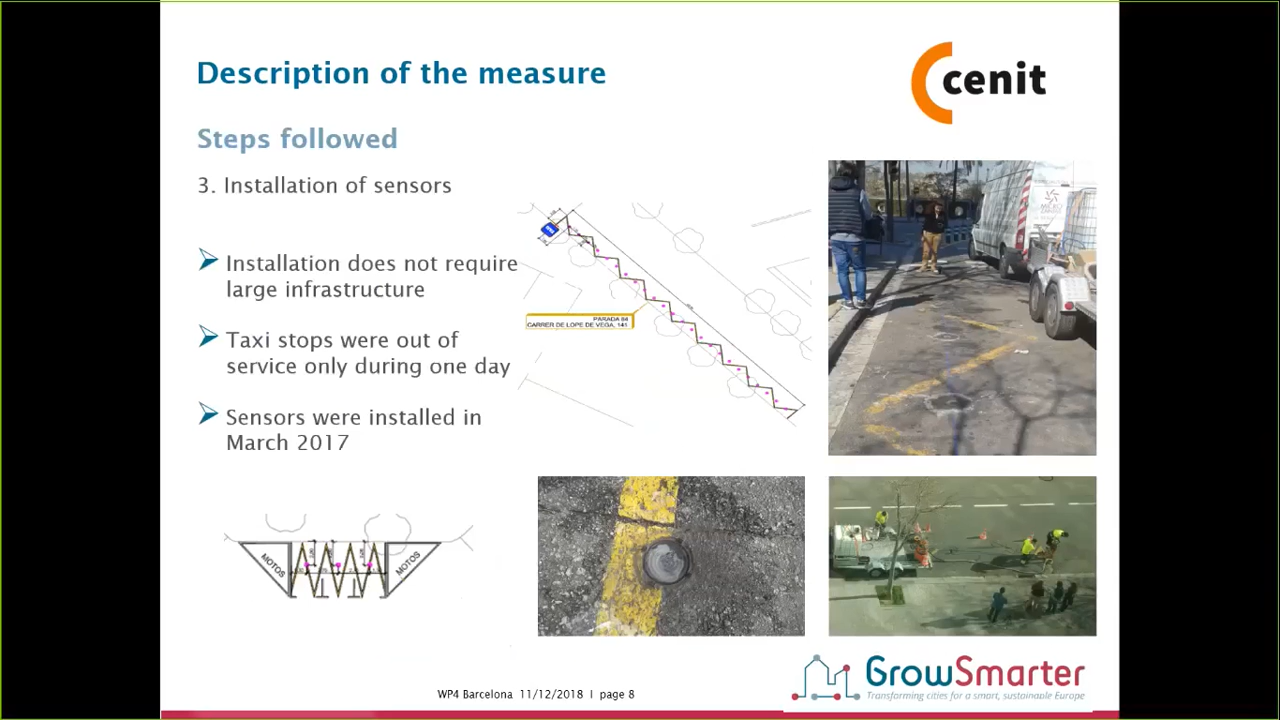 Description of the measure
cenit
Steps followed
3. Installation of sensors
Installation does not require
large infrastructure
Taxi stops were out of
service only during one day
Sensors were installed in
March 2017
PARADA 84
CARRER DE LOPE DE VEGA, 141
MOTOS
MOTOS
WP4 Barcelona 11/12/2018 | page 8
GrowSmarter
Transforming cities for a smart, sustainable Europe